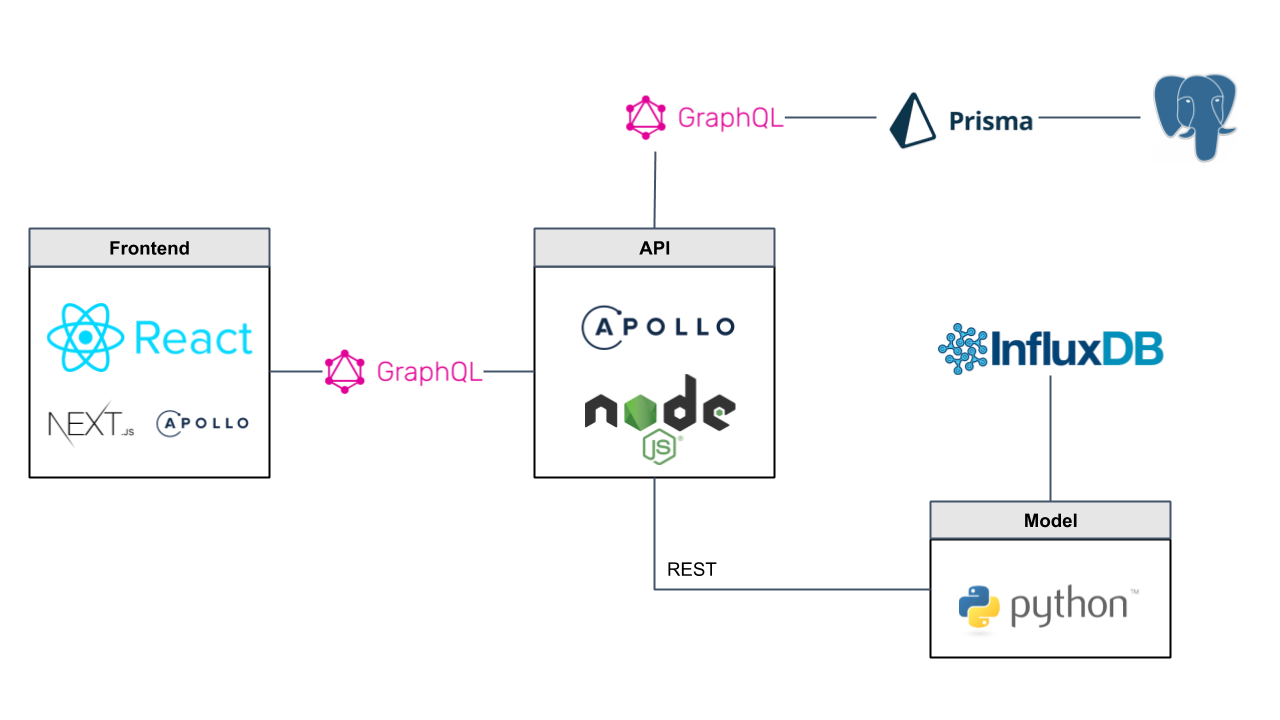 GraphQL
Prisma
Frontend
API
React
APOLLO
InfluxDB
GraphQL
NEXT.JS
APOLLO
node
JS®
Model
REST
python™